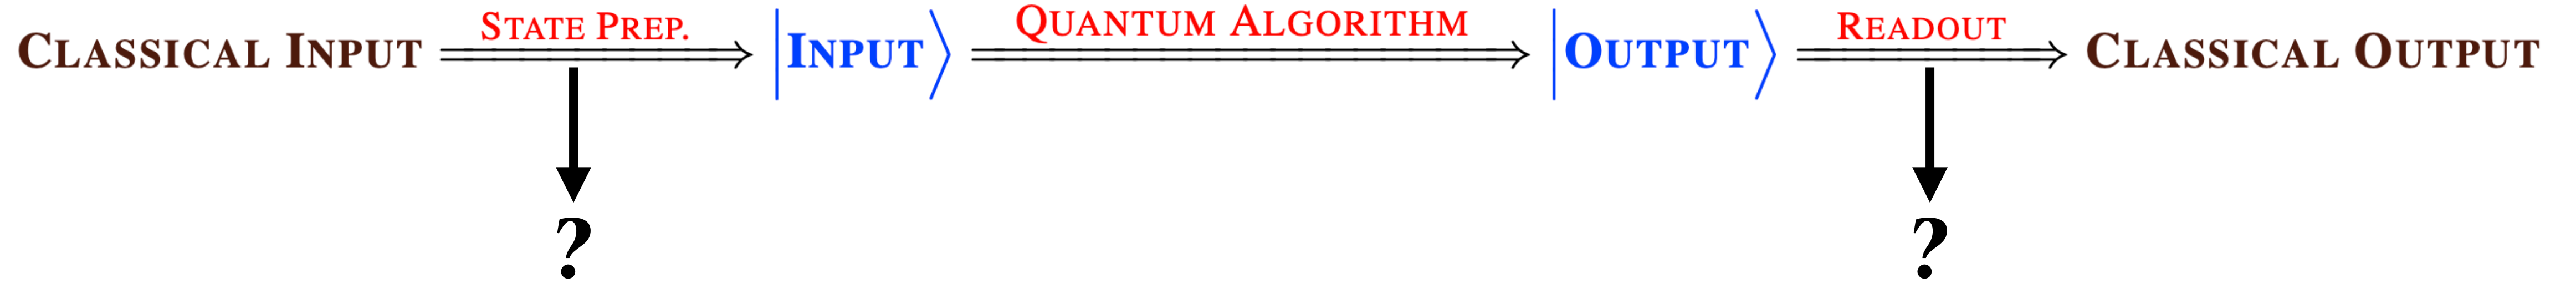 CLASSICAL INPUT STATE PREP. |INPUT⟩ QUANTUM ALGORITHM |OUTPUT⟩ READOUT CLASSICAL OUTPUT
? ?